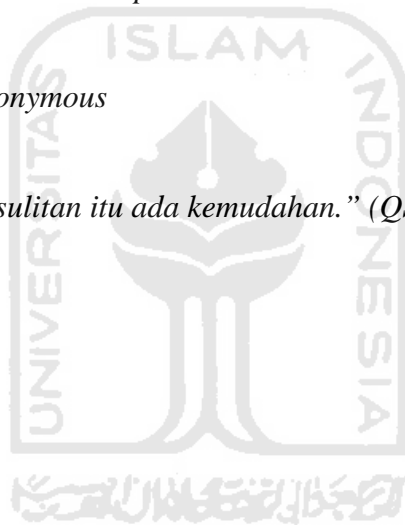 ISLAM
onymous
sulitan itu ada kemudahan.” (Q
UNIVERSITAS
INDONESIA